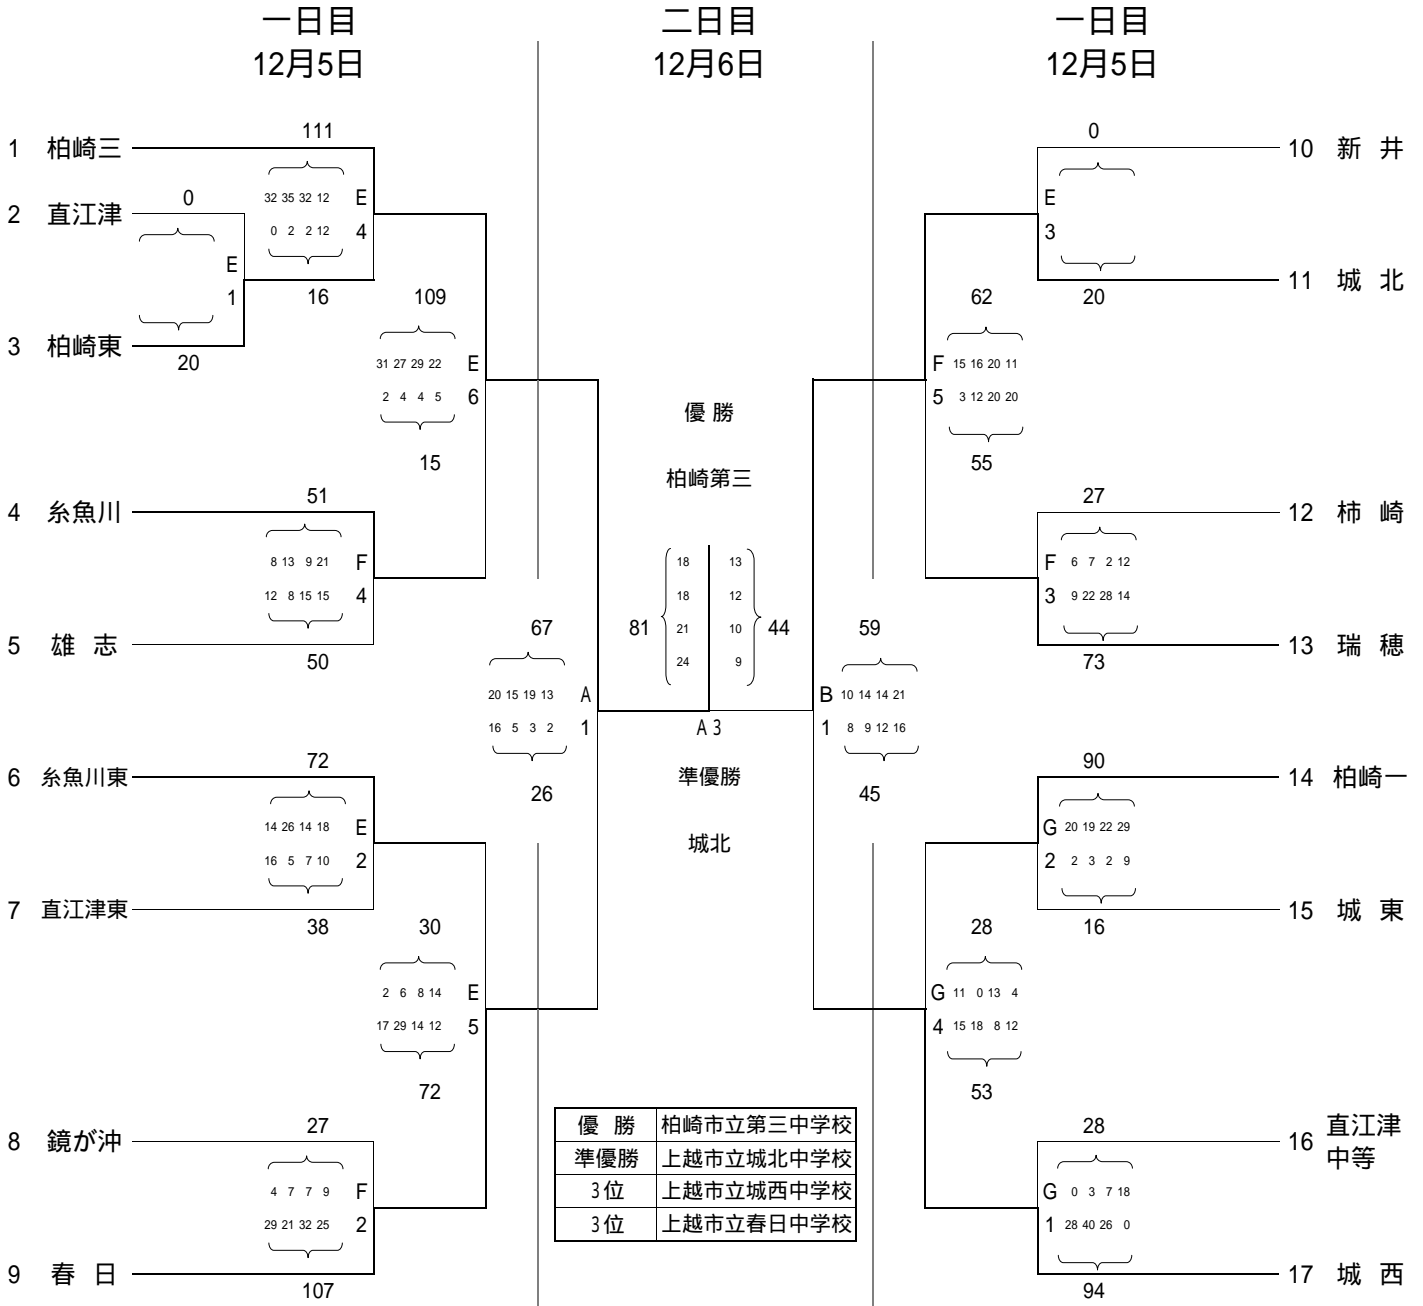 一日目
12月5日
二日目
12月6日
一日目
12月5日
1 柏崎三
111
32 35 32 12 E
0 2 2 12 4
16
2 直江津
0
E
1
3 柏崎東
20
109
31 27 29 22 E
2 4 4 5 6
15
4 糸魚川
51
8 13 9 21 F
12 8 15 15 4
5 雄 志
50
67
20 15 19 13 A
16 5 3 2 1
26
6 糸魚川東
72
14 26 14 18 E
16 5 7 10 2
7 直江津東
38
30
2 6 8 14 E
17 29 14 12 5
72
8 鏡が沖
27
4 7 7 9 F
29 21 32 25 2
9 春 日
107
優 勝
柏崎第三
18 13
18 12
81 21 10 44
24 9
A 3
準優勝
城北
優 勝 柏崎市立第三中学校
準優勝 上越市立城北中学校
3位 上越市立城西中学校
3位 上越市立春日中学校
0
10 新 井
E
3
11 城 北
20
62
F 15 16 20 11
5 3 12 20 20
55
27
12 柿 崎
F 6 7 2 12
3 9 22 28 14
13 瑞 穂
73
59
B 10 14 14 21
1 8 9 12 16
45
90
14 柏崎一
G 20 19 22 29
2 2 3 2 9
15 城 東
16
28
G 11 0 13 4
4 15 18 8 12
53
28
16 直江津
中等
G 0 3 7 18
1 28 40 26 0
17 城 西
94